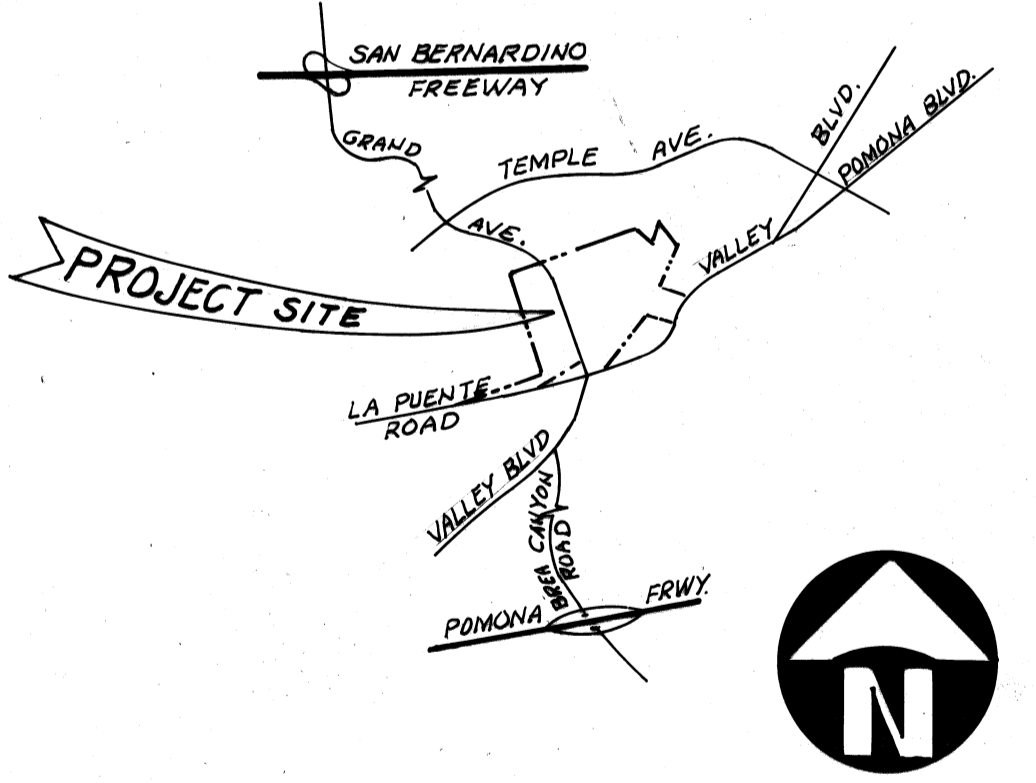 SAN BERNARDINO
FREEWAY
GRAND
AVE.
TEMPLE AVE.
BLVD.
POMONA BLVD.
VALLEY
PROJECT SITE
LA PUENTE
ROAD
VALLEY BLVD
BREA CANYON
ROAD
POMONA FRWY.
N